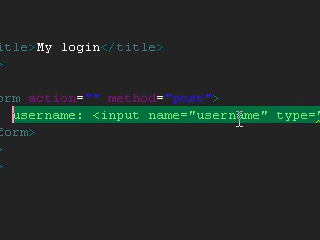 itle>My login</title>
>
orm action="" method="post">
username: <input name="username" type="
form>
>
>